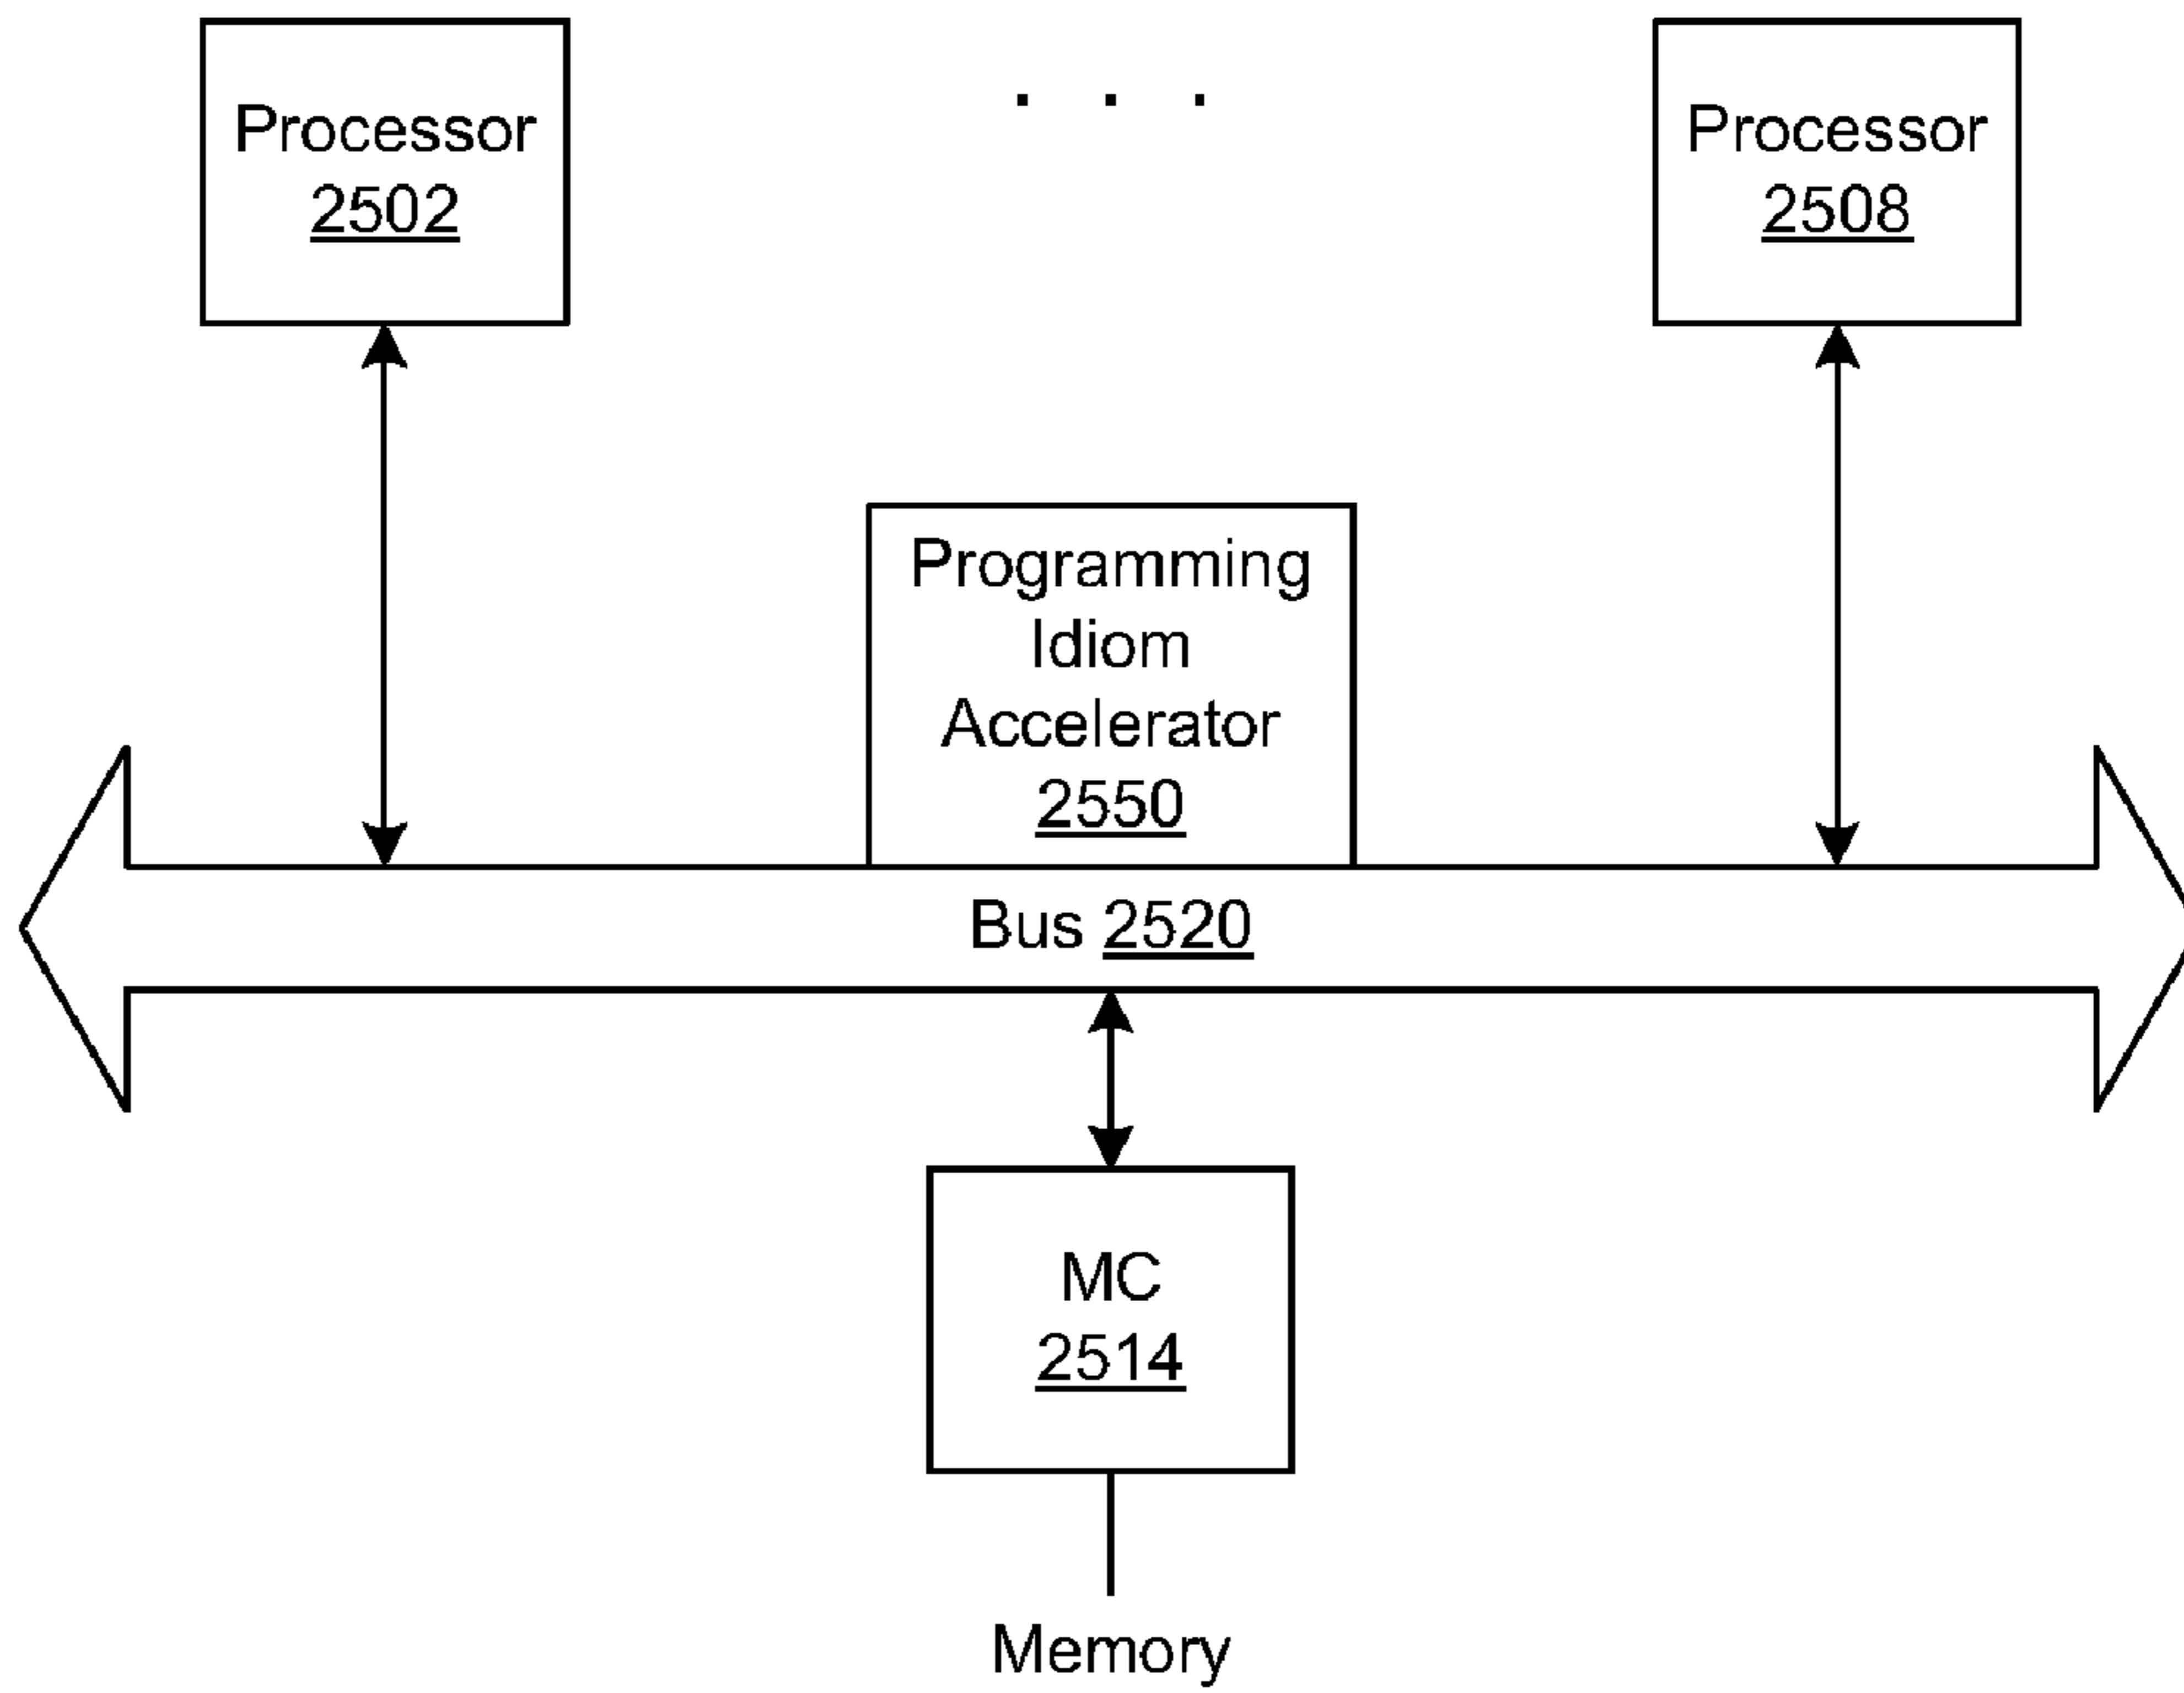 Processor
2502
. . .
Processor
2508
Programming
Idiom
Accelerator
2550
Bus 2520
MC
2514
Memory